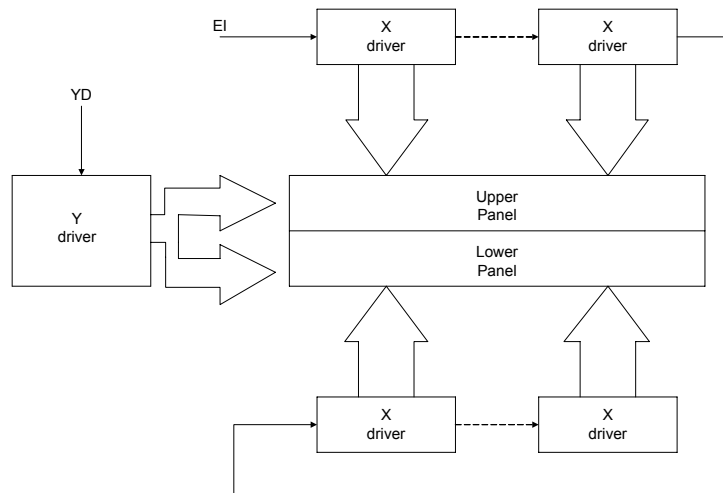 EI
X
driver
X
driver
YD
Y
driver
Upper
Panel
Lower
Panel
X
driver
X
driver